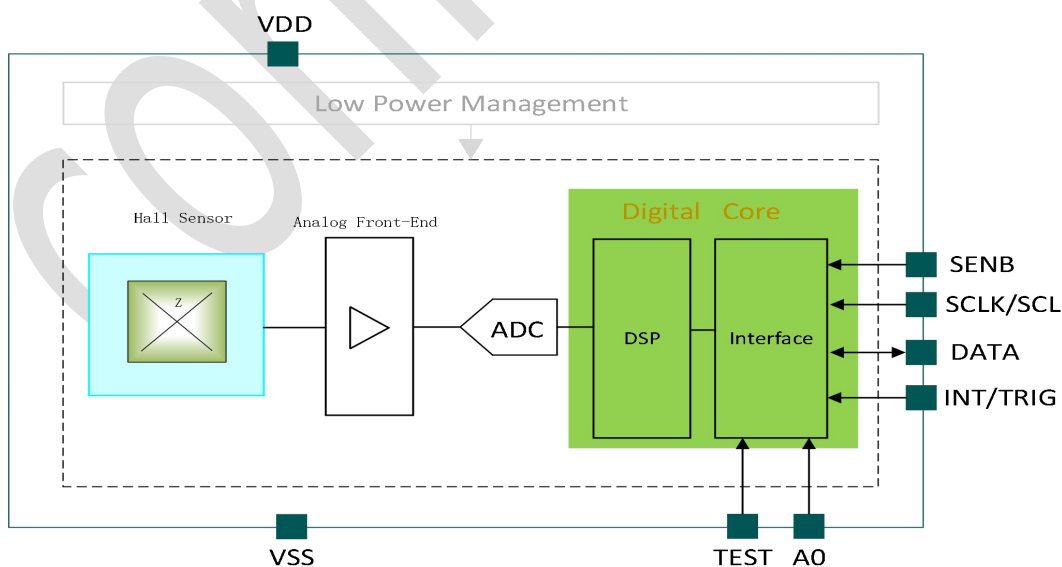 VDD
Low Power Management
Hall Sensor
Analog Front-End
Digital Core
Z
ADC
DSP
Interface
SENB
SCLK/SCL
DATA
INT/TRIG
VSS
TEST
A0